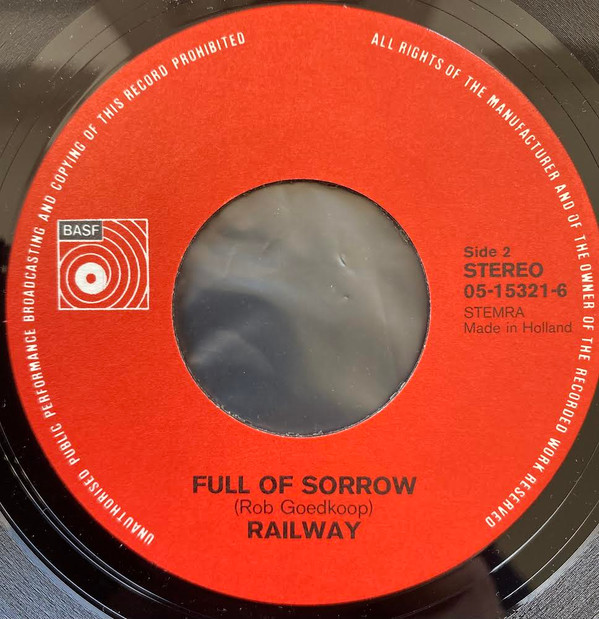 UNAUTHORISED PUBLIC PERFORMANCE BROADCASTING AND COPYING OF THIS RECORD PROHIBITED
ALL RIGHTS OF THE MANUFACTURER AND OF THE OWNER OF THE RECORDED WORK RESERVED
BASF
Side 2
STEREO
05-15321-6
STEMRA
Made in Holland
FULL OF SORROW
(Rob Goedkoop)
RAILWAY